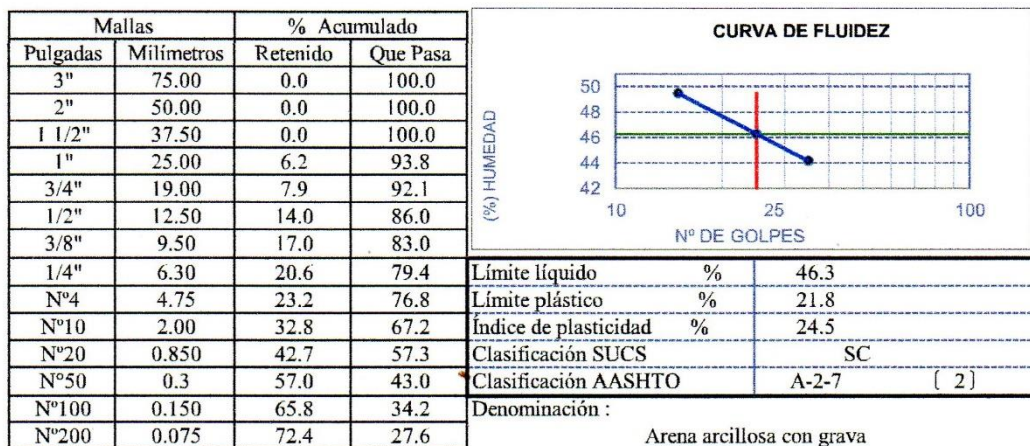 Mallas % Acumulado
Pulgadas Milímetros Retenido Que Pasa
3" 75.00 0.0 100.0
2" 50.00 0.0 100.0
1 1/2" 37.50 0.0 100.0
1" 25.00 6.2 93.8
3/4" 19.00 7.9 92.1
1/2" 12.50 14.0 86.0
3/8" 9.50 17.0 83.0
1/4" 6.30 20.6 79.4
Nº4 4.75 23.2 76.8
Nº10 2.00 32.8 67.2
Nº20 0.850 42.7 57.3
Nº50 0.3 57.0 43.0
Nº100 0.150 65.8 34.2
Nº200 0.075 72.4 27.6
CURVA DE FLUIDEZ
(%) HUMEDAD
50
48
46
44
42
10 25 100
Nº DE GOLPES
Límite líquido % 46.3
Límite plástico % 21.8
Índice de plasticidad % 24.5
Clasificación SUCS SC
Clasificación AASHTO A-2-7 [ 2]
Denominación :
Arena arcillosa con grava